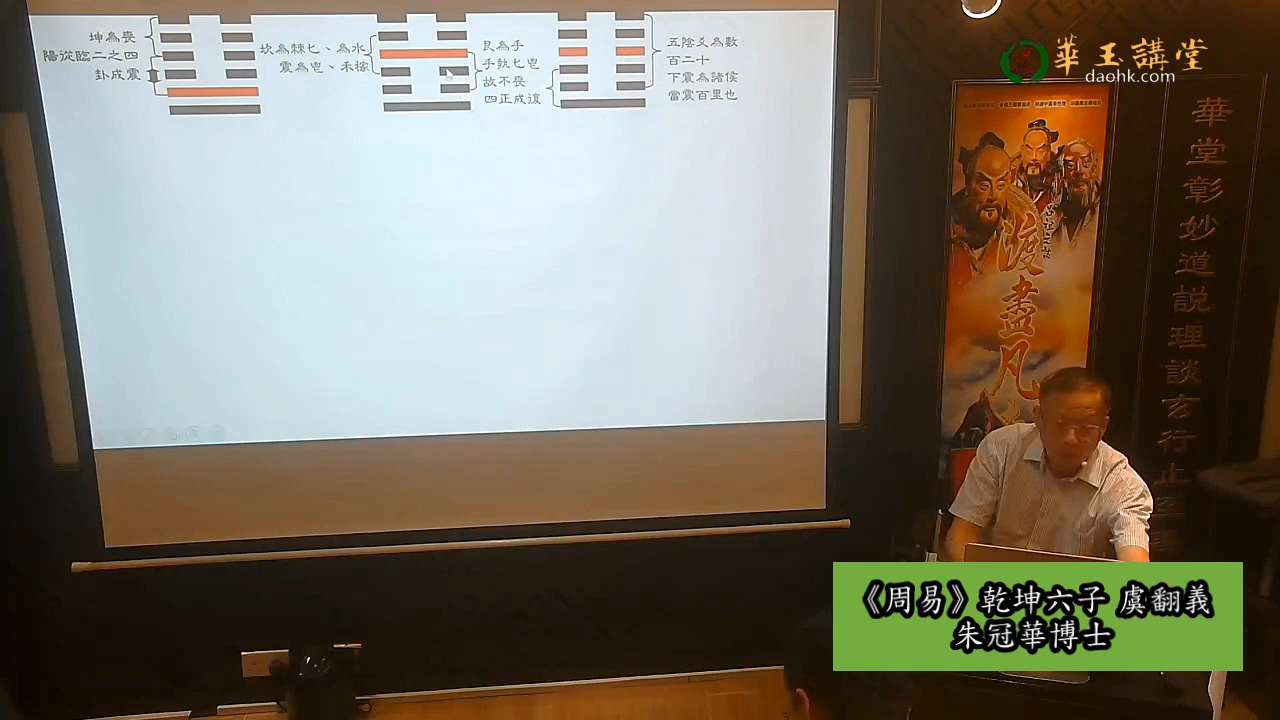 坤為喪
陽從臨二之四
卦成震
坎為棘匕、為水
震為鬯、禾稼
艮為手
手執匕鬯
故不喪
四正成復
五陰爻為數
百二十
下震為諸侯
當震百里也
華玉講堂
daohk.com
渡盡凡
華堂彰妙道說理談玄行止
《周易》乾坤六子 虞翻義
朱冠華博士